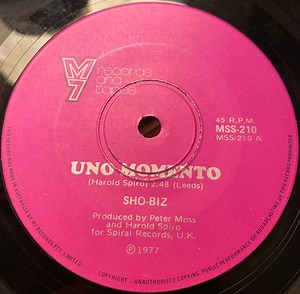 M7
records
and
tapes
45 R.P.M.
MSS-210
MSS-210 A
UNO MOMENTO
(Harold Spiro) 2:48 (Leeds)
SHO-BIZ
Produced by Peter Moss
and Harold Spiro
for Spiral Records, U.K.
℗ 1977
COPYRIGHT - UNAUTHORISED COPYING, PUBLIC PERFORMANCE OR BROADCASTING OF THIS RECORD PROHIBITED
LIMITED